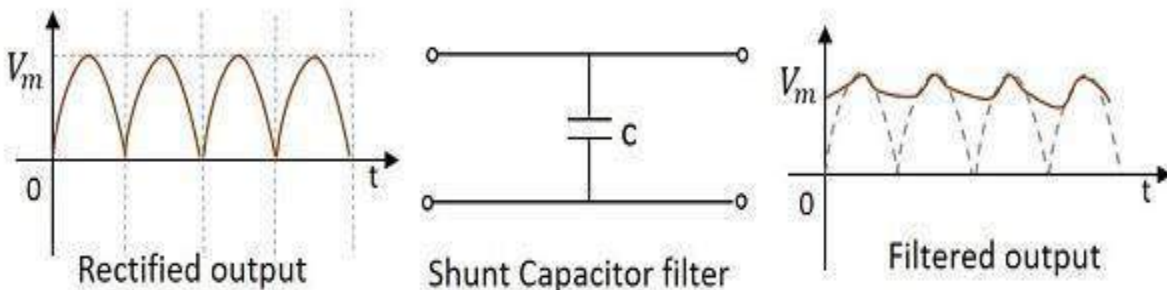 V_m
0
t
Rectified output
C
Shunt Capacitor filter
V_m
0
t
Filtered output